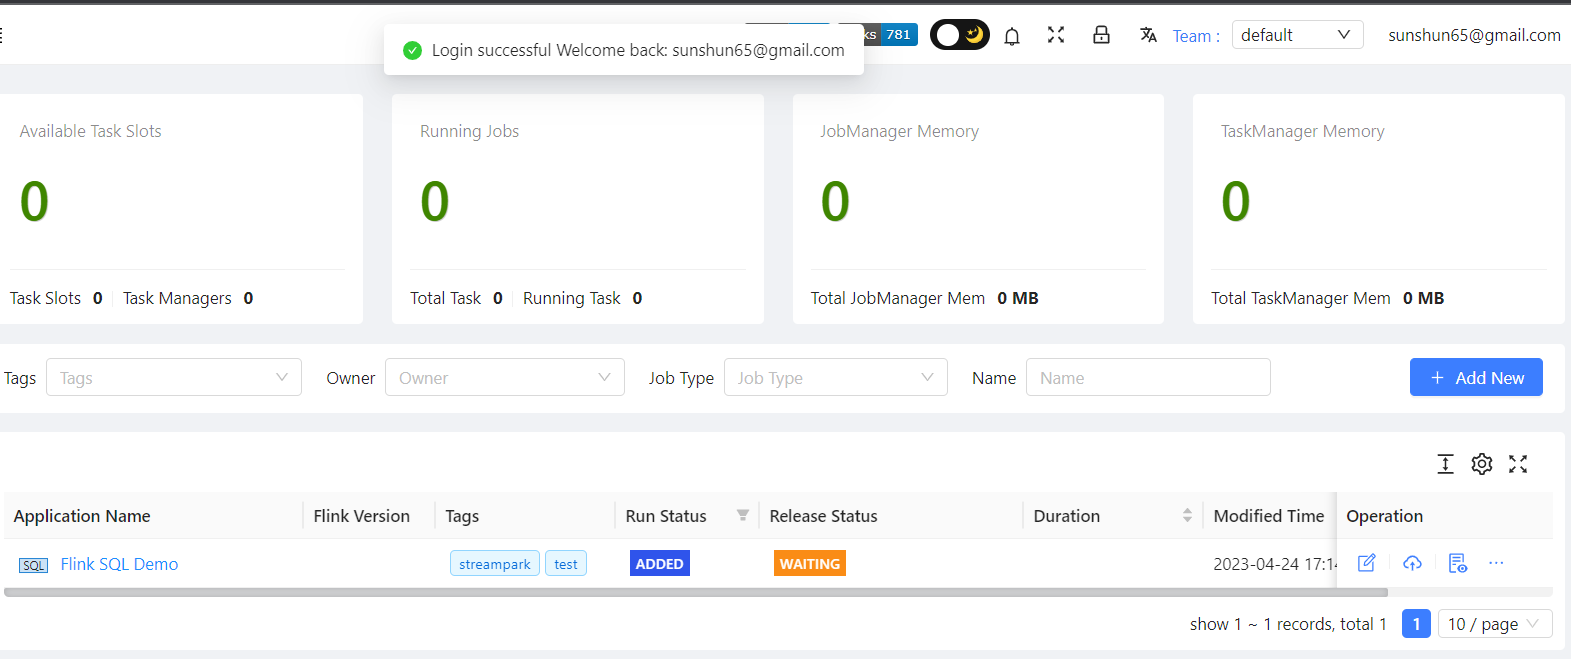 Login successful Welcome back: sunshun65@gmail.com
ks 781
Team :
default
sunshun65@gmail.com
Available Task Slots
0
Task Slots 0 Task Managers 0
Running Jobs
0
Total Task 0 Running Task 0
JobManager Memory
0
Total JobManager Mem 0 MB
TaskManager Memory
0
Total TaskManager Mem 0 MB
Tags Tags Owner Owner Job Type Job Type Name Name + Add New
Application Name Flink Version Tags Run Status Release Status Duration Modified Time Operation
SQL Flink SQL Demo streampark test ADDED WAITING 2023-04-24 17:14 ...
show 1 ~ 1 records, total 1 1 10 / page